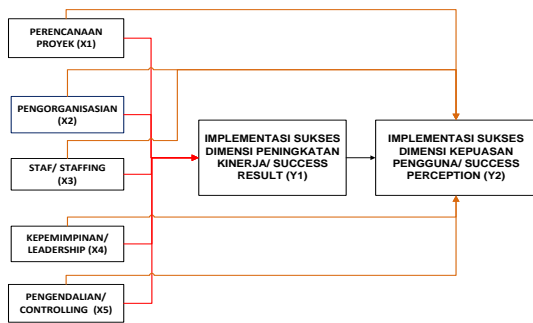 PERENCANAAN
PROYEK (X1)
PENGORGANISASIAN
(X2)
STAF/ STAFFING
(X3)
KEPEMIMPINAN/
LEADERSHIP (X4)
PENGENDALIAN/
CONTROLLING (X5)
IMPLEMENTASI SUKSES
DIMENSI PENINGKATAN
KINERJA/ SUCCESS
RESULT (Y1)
IMPLEMENTASI SUKSES
DIMENSI KEPUASAN
PENGGUNA/ SUCCESS
PERCEPTION (Y2)